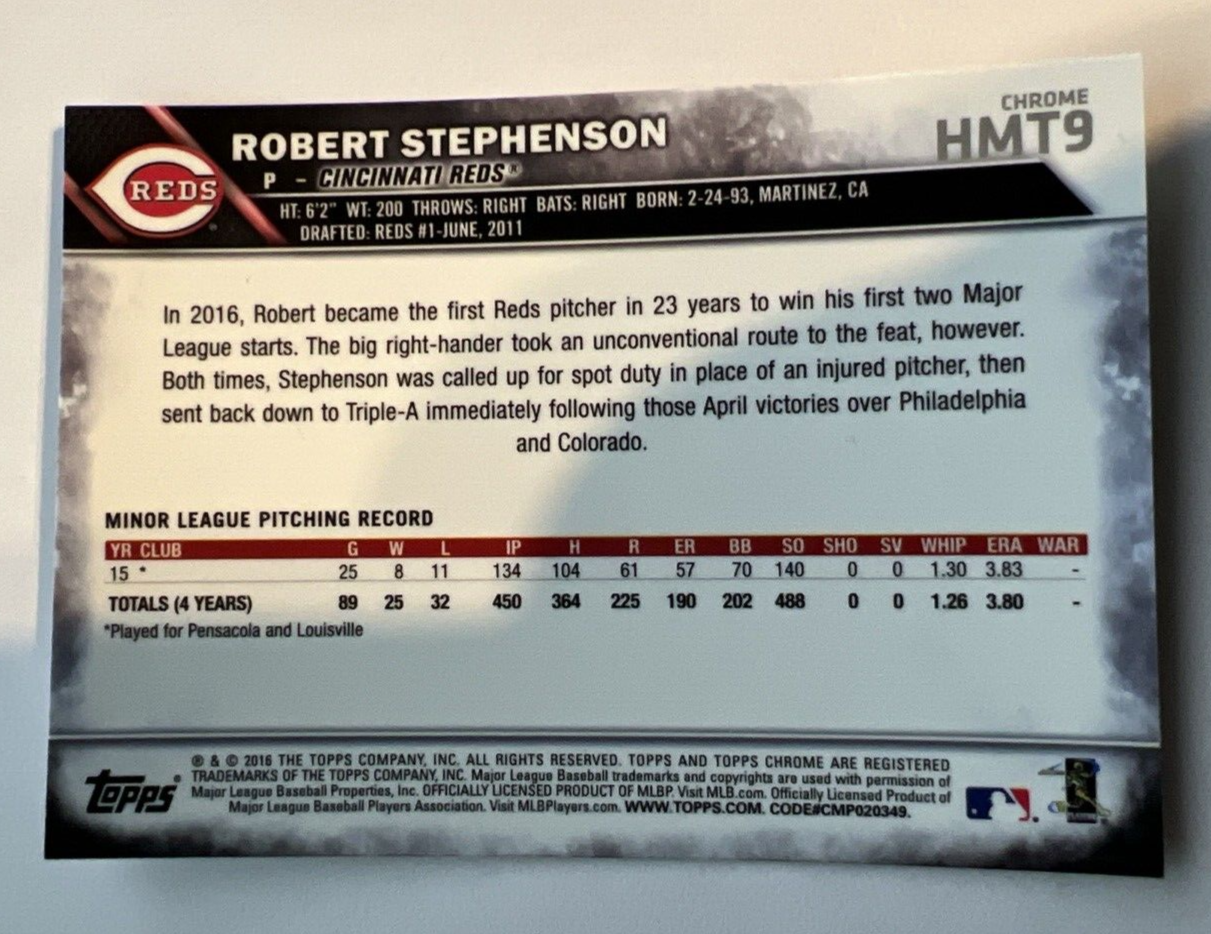 CHROME
HMT9
ROBERT STEPHENSON
REDS
P - CINCINNATI REDS®
HT: 6'2" WT: 200 THROWS: RIGHT BATS: RIGHT BORN: 2-24-93, MARTINEZ, CA
DRAFTED: REDS #1-JUNE, 2011
In 2016, Robert became the first Reds pitcher in 23 years to win his first two Major
League starts. The big right-hander took an unconventional route to the feat, however.
Both times, Stephenson was called up for spot duty in place of an injured pitcher, then
sent back down to Triple-A immediately following those April victories over Philadelphia
and Colorado.
MINOR LEAGUE PITCHING RECORD
YR CLUB G W L IP H R ER BB SO SHO SV WHIP ERA WAR
15 * 25 8 11 134 104 61 57 70 140 0 0 1.30 3.83 -
TOTALS (4 YEARS) 89 25 32 450 364 225 190 202 488 0 0 1.26 3.80 -
*Played for Pensacola and Louisville
Topps®
® & © 2016 THE TOPPS COMPANY, INC. ALL RIGHTS RESERVED. TOPPS AND TOPPS CHROME ARE REGISTERED
TRADEMARKS OF THE TOPPS COMPANY, INC. Major League Baseball trademarks and copyrights are used with permission of
Major League Baseball Properties, Inc. OFFICIALLY LICENSED PRODUCT OF MLBP. Visit MLB.com. Officially Licensed Product of
Major League Baseball Players Association. Visit MLBPlayers.com. WWW.TOPPS.COM. CODE#CMP020349.